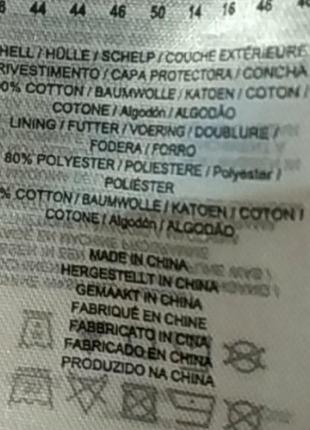 44 44 46 50 14 16 46
HELL / HÜLLE / SCHELP / COUCHE EXTÉRIEURE
RIVESTIMENTO / CAPA PROTECTORA / CONCHA
0% COTTON / BAUMWOLLE / KATOEN / COTON /
COTONE / Algodón / ALGODÃO
LINING / FUTTER / VOERING / DOUBLURE /
FODERA / FORRO
80% POLYESTER / POLIESTERE / Polyester /
POLIÉSTER
% COTTON / BAUMWOLLE / KATOEN / COTON /
COTONE / Algodón / ALGODÃO
MADE IN CHINA
HERGESTELLT IN CHINA
GEMAAKT IN CHINA
FABRIQUÉ EN CHINE
FABBRICATO IN CINA
FABRICADO EN CHINA
PRODUZIDO NA CHINA